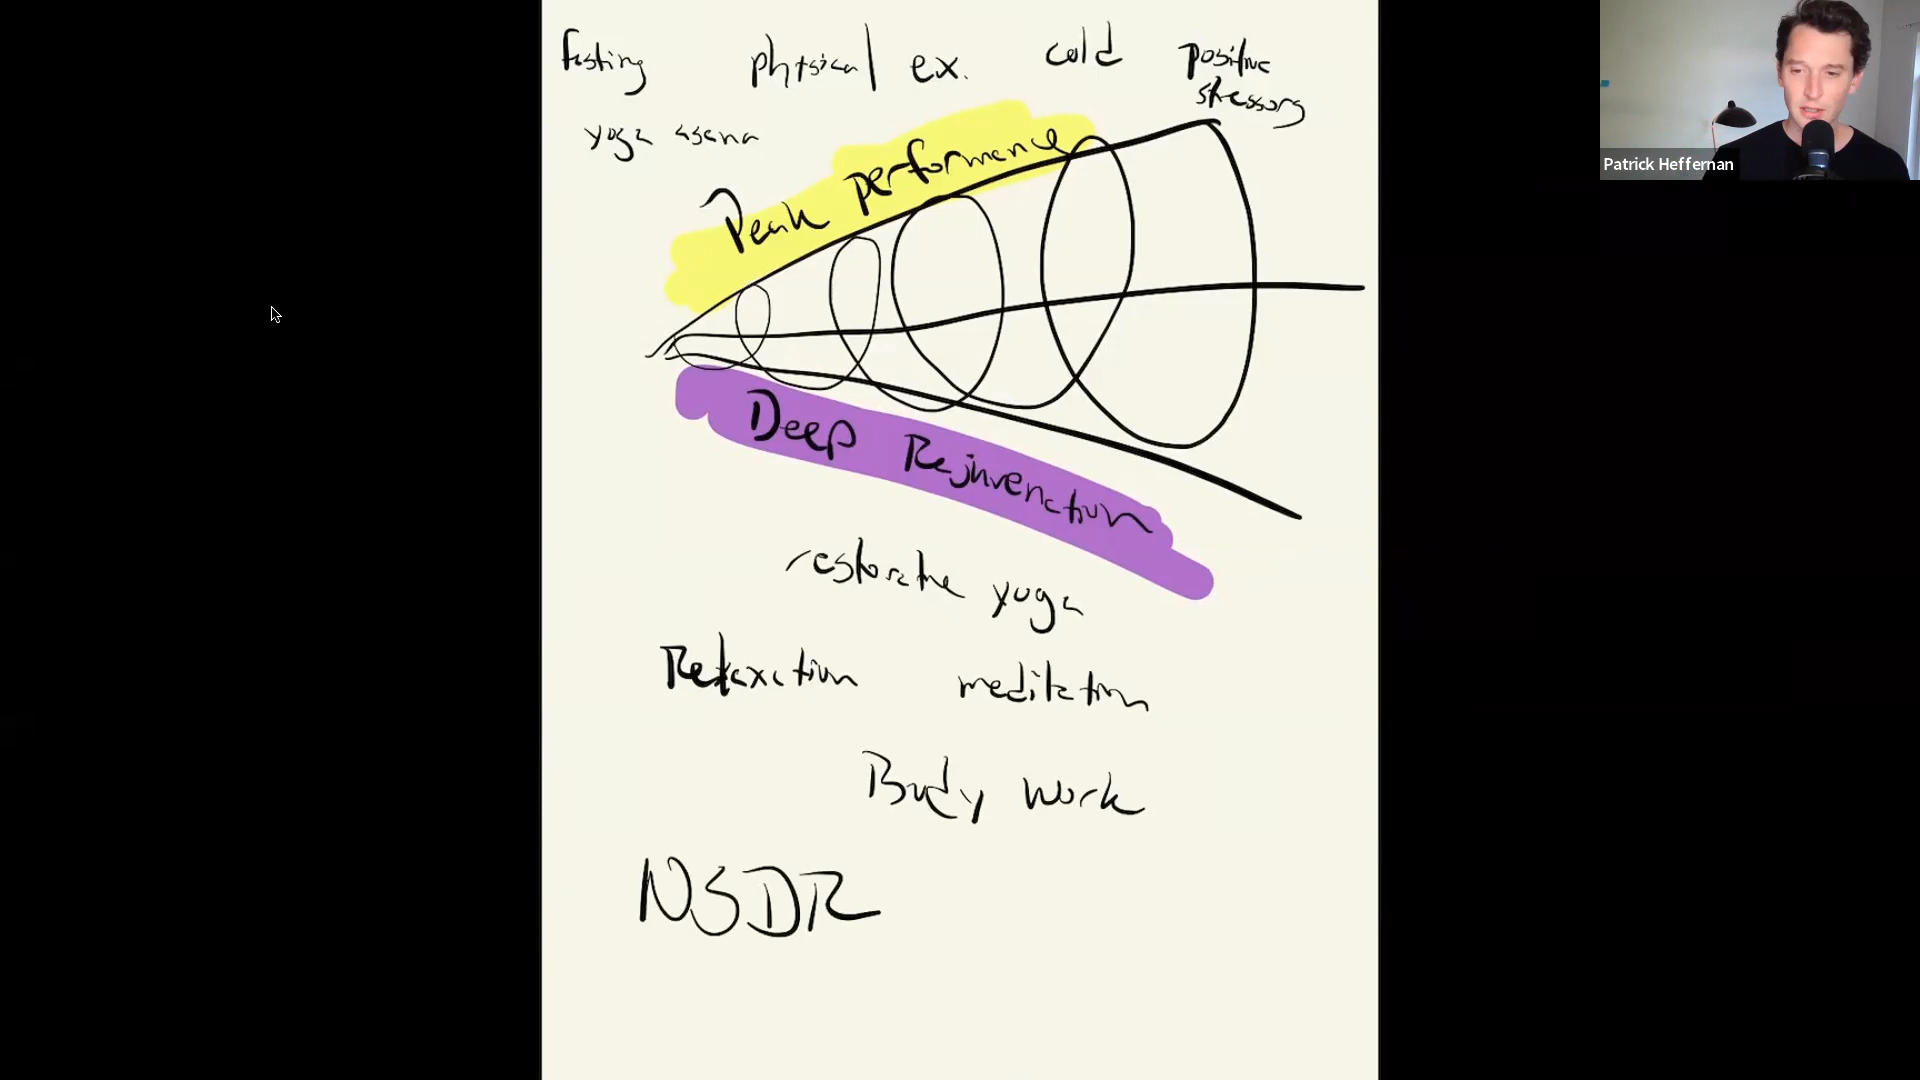 fasting physical ex. cold positive
stressors
yoga asana
Peak performance
Deep Rejuvenation
restorative yoga
Relaxation meditation
Body work
NSDR
Patrick Heffernan